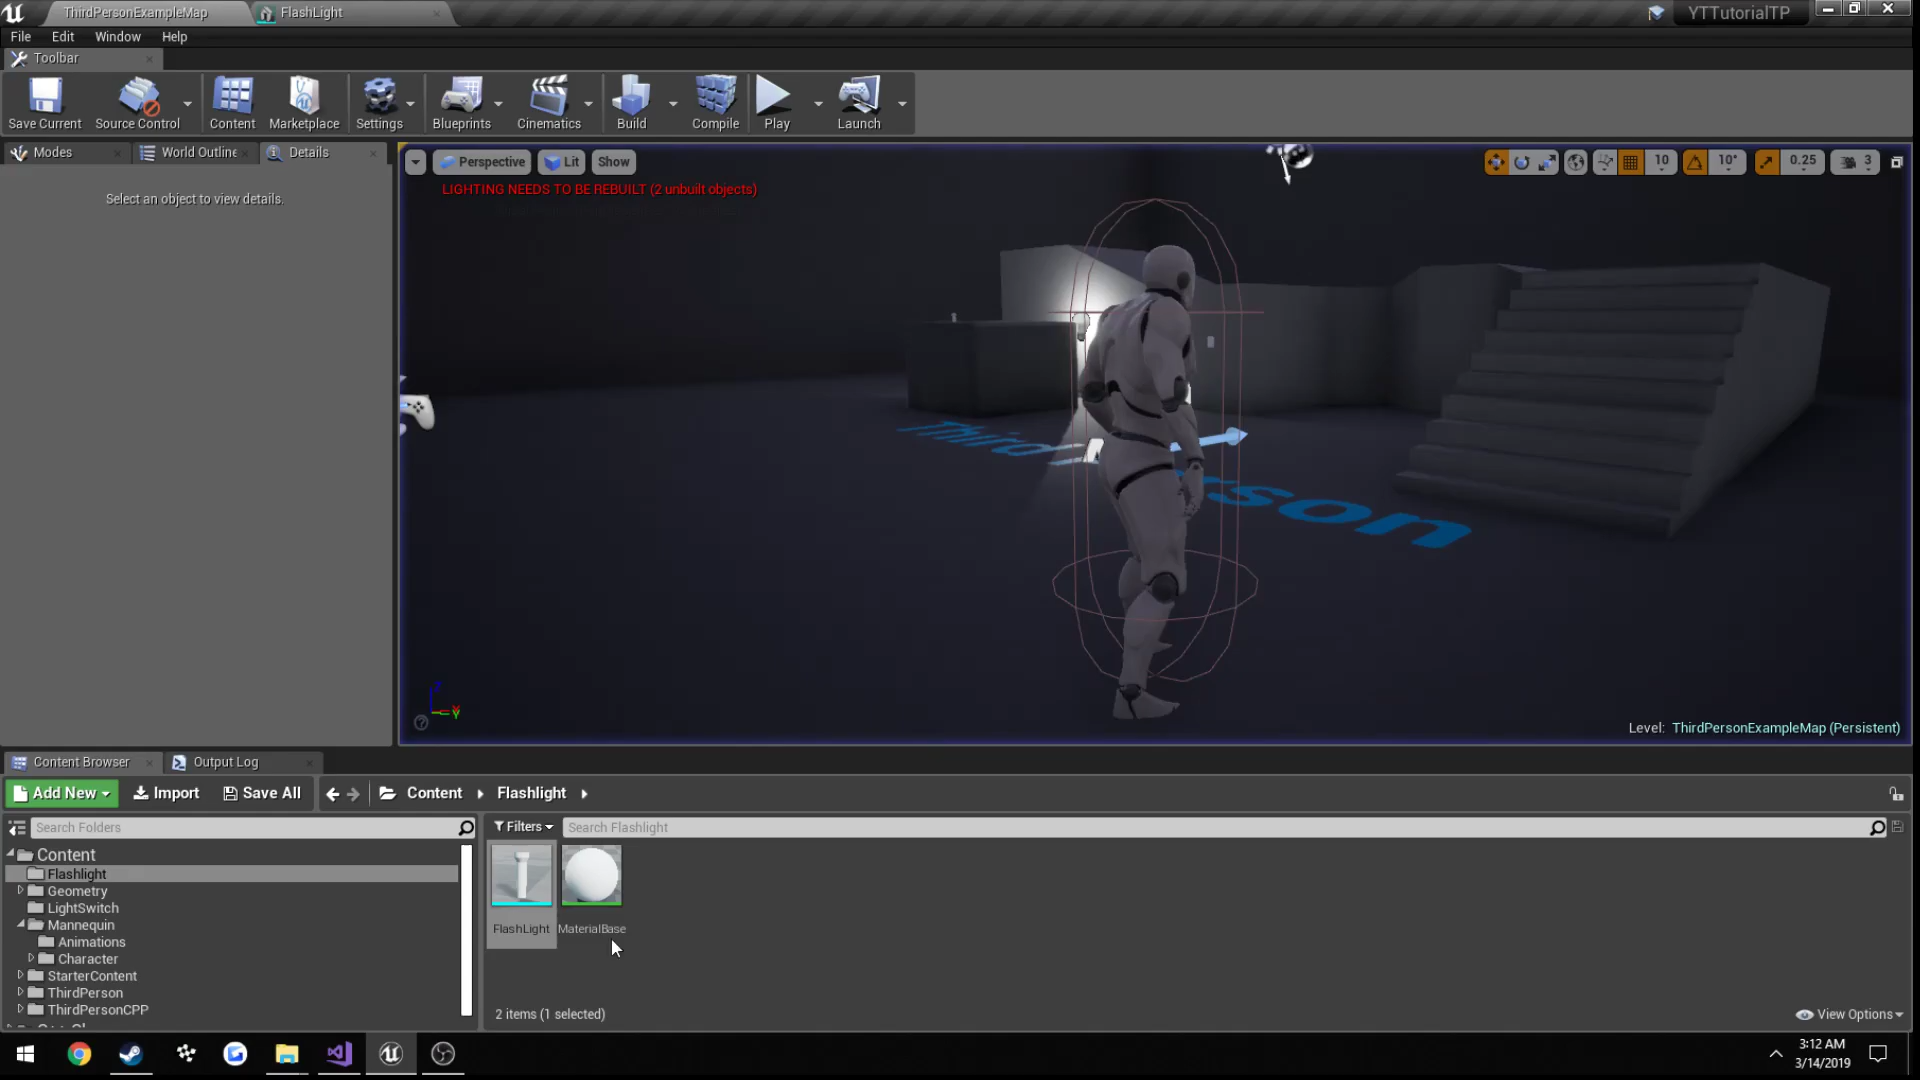 ThirdPersonExampleMap
FlashLight
YTTutorialTP
File Edit Window Help
Toolbar
Save Current Source Control Content Marketplace Settings Blueprints Cinematics Build Compile Play Launch
Modes World Outline Details
Select an object to view details.
Perspective Lit Show
10 10° 0.25 3
LIGHTING NEEDS TO BE REBUILT (2 unbuilt objects)
Level: ThirdPersonExampleMap (Persistent)
Content Browser Output Log
Add New Import Save All Content Flashlight
Search Folders
Filters Search Flashlight
Content
Flashlight
Geometry
LightSwitch
Mannequin
Animations
Character
StarterContent
ThirdPerson
ThirdPersonCPP
FlashLight MaterialBase
2 items (1 selected)
View Options
3:12 AM
3/14/2019